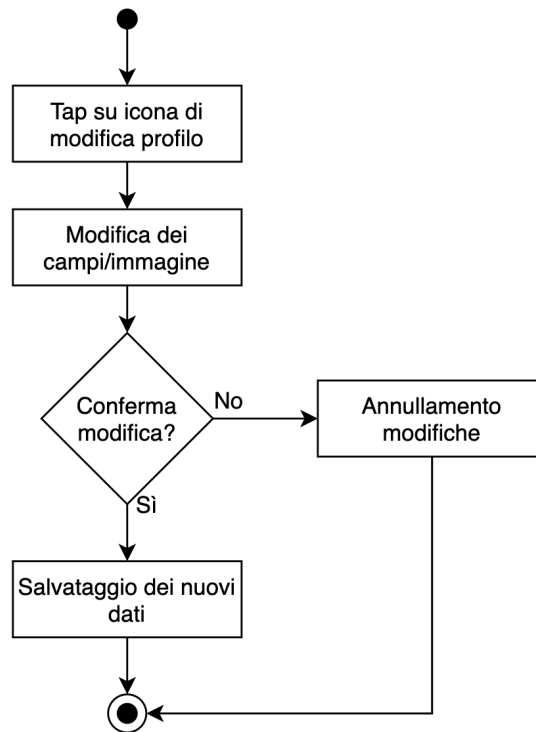 Tap su icona di
modifica profilo
Modifica dei
campi/immagine
Conferma
modifica?
No
Annullamento
modifiche
Sì
Salvataggio dei nuovi
dati